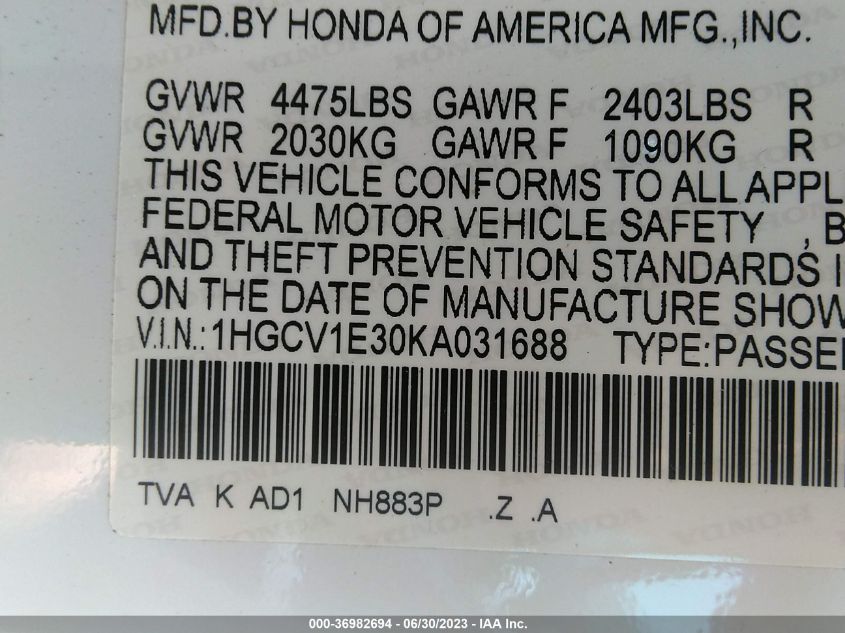 MFD.BY HONDA OF AMERICA MFG.,INC.
GVWR 4475LBS GAWR F 2403LBS R
GVWR 2030KG GAWR F 1090KG R
THIS VEHICLE CONFORMS TO ALL APPL
FEDERAL MOTOR VEHICLE SAFETY , B
AND THEFT PREVENTION STANDARDS I
ON THE DATE OF MANUFACTURE SHOW
V.I.N.:1HGCV1E30KA031688 TYPE:PASSE
TVA K AD1 NH883P .Z .A
000-36982694 - 06/30/2023 - IAA Inc.